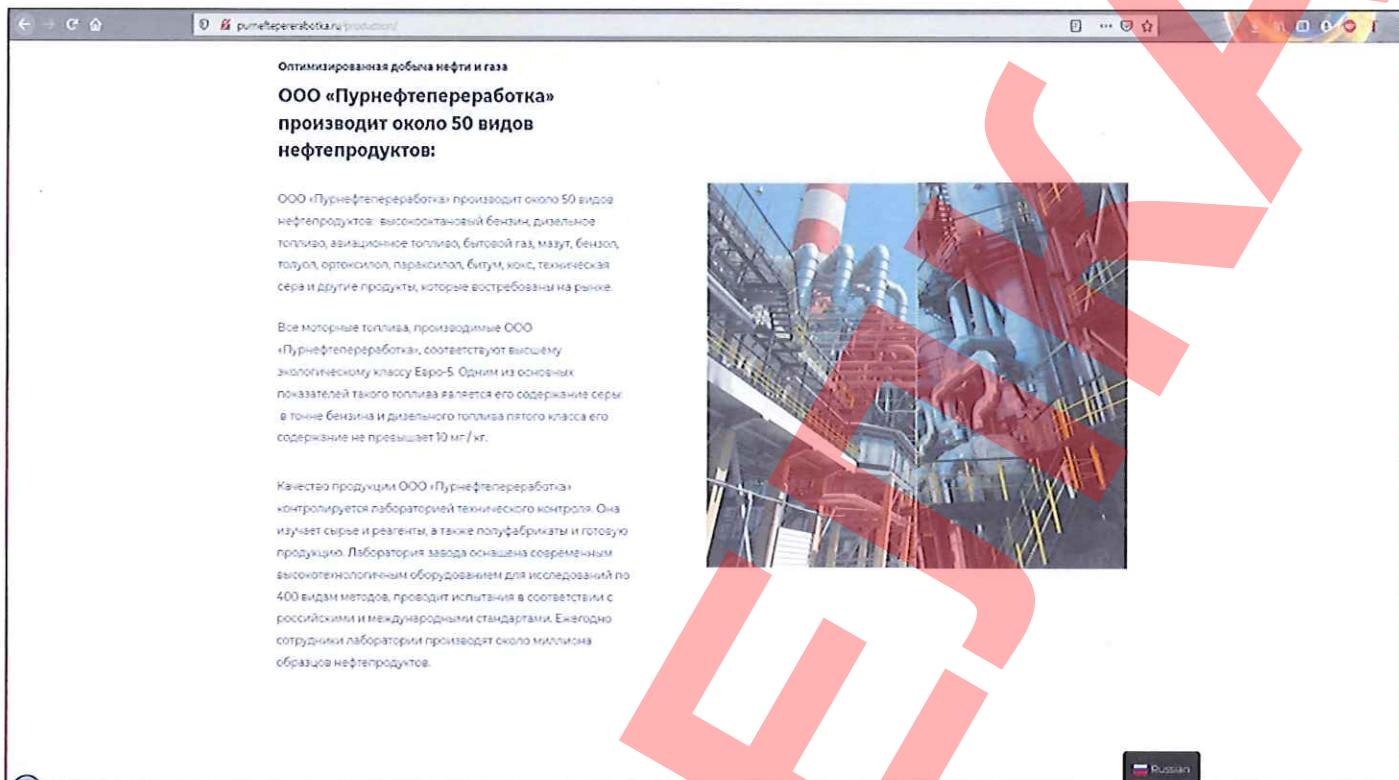 purneftepererabotka.ru/production/
Оптимизированная добыча нефти и газа
ООО «Пурнефтепереработка»
производит около 50 видов
нефтепродуктов:
ООО «Пурнефтепереработка» производит около 50 видов
нефтепродуктов: высокооктановый бензин, дизельное
топливо, авиационное топливо, бытовой газ, мазут, бензол,
толуол, ортоксилол, параксилол, битум, кокс, техническая
сера и другие продукты, которые востребованы на рынке.
Все моторные топлива, производимые ООО
«Пурнефтепереработка», соответствуют высшему
экологическому классу Евро-5. Одним из основных
показателей такого топлива является его содержание серы:
в тонне бензина и дизельного топлива пятого класса его
содержание не превышает 10 мг / кг.
Качество продукции ООО «Пурнефтепереработка»
контролируется лабораторией технического контроля. Она
изучает сырье и реагенты, а также полуфабрикаты и готовую
продукцию. Лаборатория завода оснащена современным
высокотехнологичным оборудованием для исследований по
400 видам методов, проводит испытания в соответствии с
российскими и международными стандартами. Ежегодно
сотрудники лаборатории производят около миллиона
образцов нефтепродуктов.
Russian